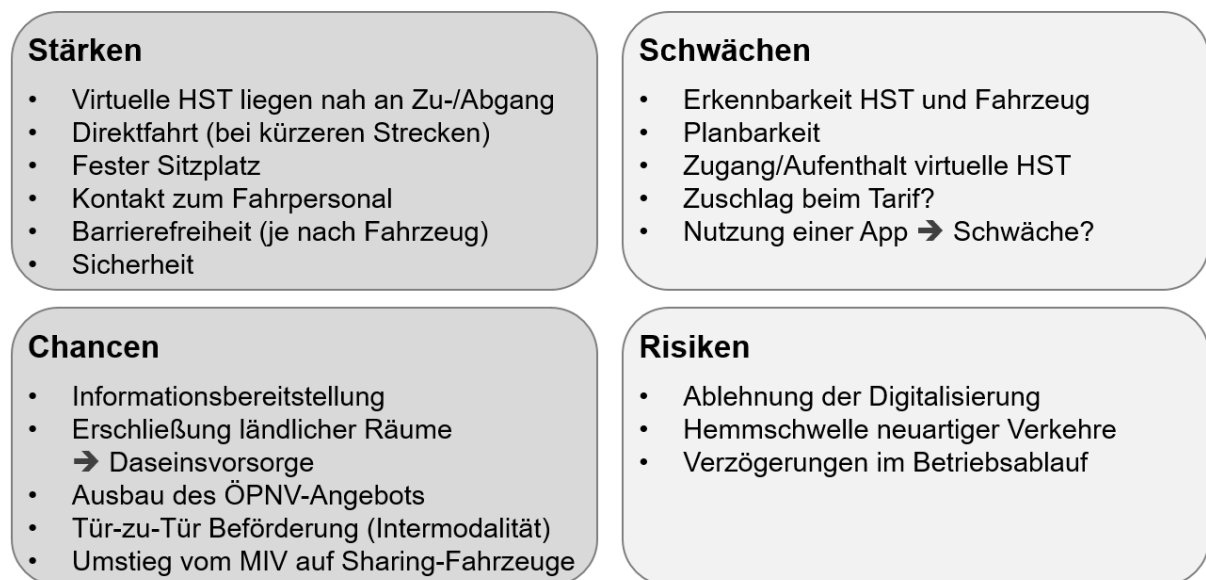 Stärken
• Virtuelle HST liegen nah an Zu-/Abgang
• Direktfahrt (bei kürzeren Strecken)
• Fester Sitzplatz
• Kontakt zum Fahrpersonal
• Barrierefreiheit (je nach Fahrzeug)
• Sicherheit
Schwächen
• Erkennbarkeit HST und Fahrzeug
• Planbarkeit
• Zugang/Aufenthalt virtuelle HST
• Zuschlag beim Tarif?
• Nutzung einer App ➔ Schwäche?
Chancen
• Informationsbereitstellung
• Erschließung ländlicher Räume
➔ Daseinsvorsorge
• Ausbau des ÖPNV-Angebots
• Tür-zu-Tür Beförderung (Intermodalität)
• Umstieg vom MIV auf Sharing-Fahrzeuge
Risiken
• Ablehnung der Digitalisierung
• Hemmschwelle neuartiger Verkehre
• Verzögerungen im Betriebsablauf